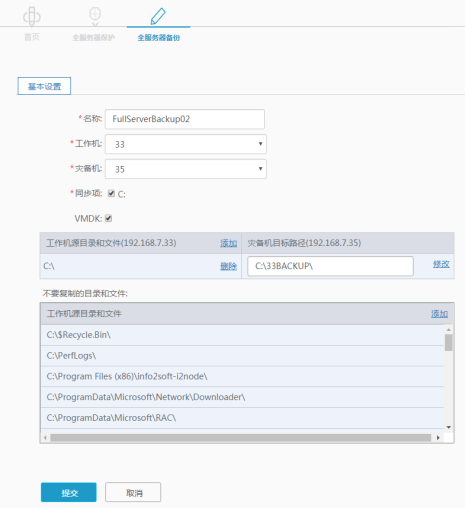 首页 全服务器保护 全服务器备份
基本设置
*名称: FullServerBackup02
*工作机: 33
*灾备机: 35
*同步项: C:
VMDK:
工作机源目录和文件(192.168.7.33) 添加 灾备机目标路径(192.168.7.35)
C:\ 删除 C:\33BACKUP\ 修改
不要复制的目录和文件:
工作机源目录和文件 添加
C:\$Recycle.Bin\
C:\PerfLogs\
C:\Program Files (x86)\info2soft-i2node\
C:\ProgramData\Microsoft\Network\Downloader\
C:\ProgramData\Microsoft\RAC\
提交 取消